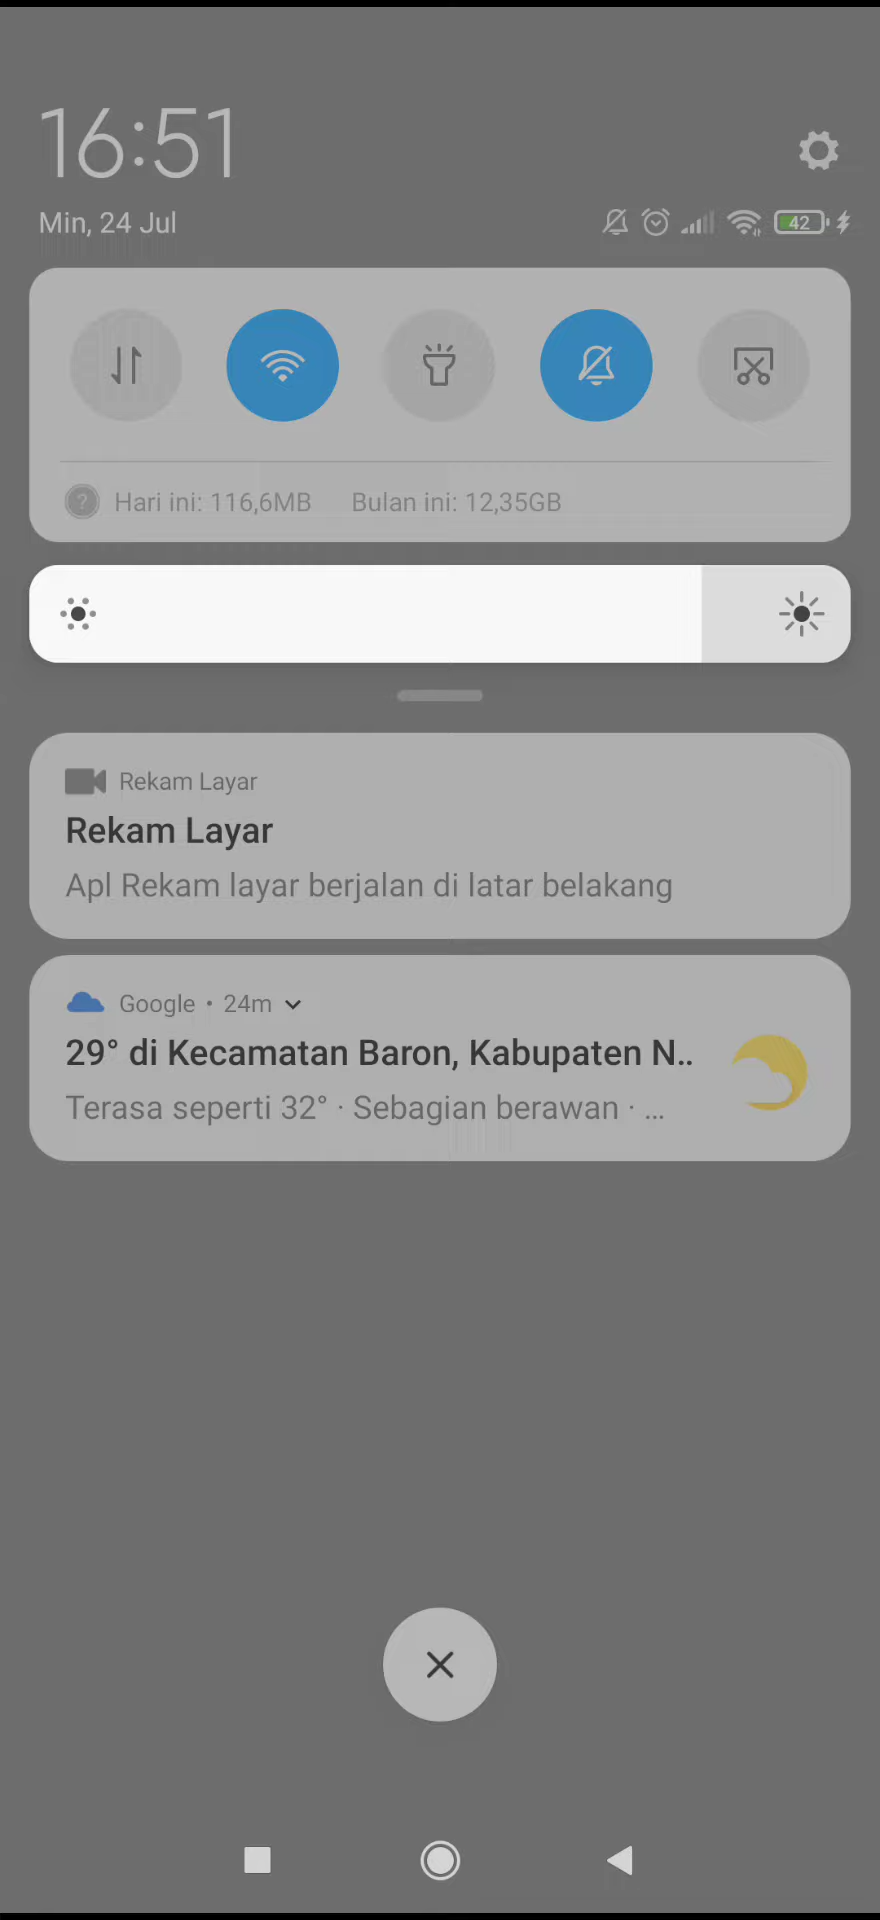 16:51
Min, 24 Jul
42
? Hari ini: 116,6MB Bulan ini: 12,35GB
Rekam Layar
Rekam Layar
Apl Rekam layar berjalan di latar belakang
Google • 24m
29° di Kecamatan Baron, Kabupaten N..
Terasa seperti 32° · Sebagian berawan · ...